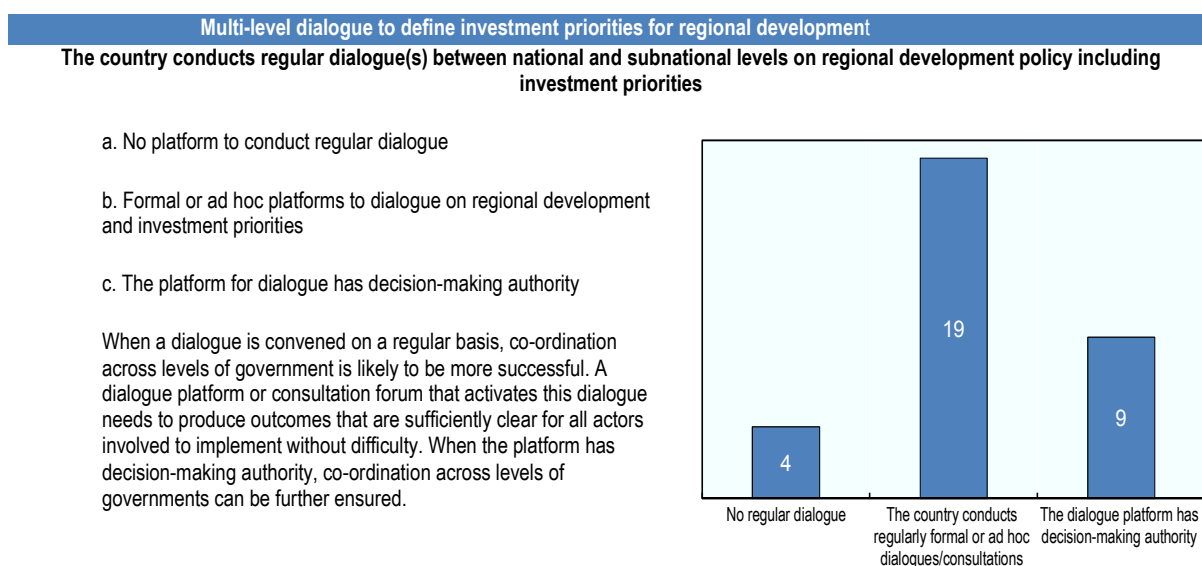 Multi-level dialogue to define investment priorities for regional development
The country conducts regular dialogue(s) between national and subnational levels on regional development policy including
investment priorities
a. No platform to conduct regular dialogue
b. Formal or ad hoc platforms to dialogue on regional development
and investment priorities
c. The platform for dialogue has decision-making authority
When a dialogue is convened on a regular basis, co-ordination
across levels of government is likely to be more successful. A
dialogue platform or consultation forum that activates this dialogue
needs to produce outcomes that are sufficiently clear for all actors
involved to implement without difficulty. When the platform has
decision-making authority, co-ordination across levels of
governments can be further ensured.
4
19
9
No regular dialogue
The country conducts
regularly formal or ad hoc
dialogues/consultations
The dialogue platform has
decision-making authority